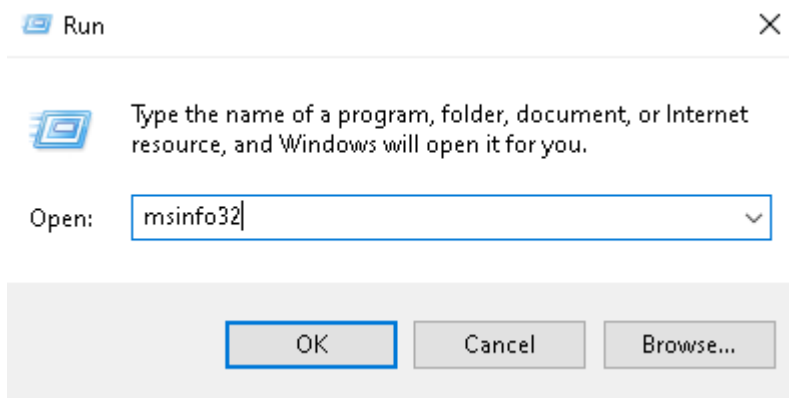 Run
Type the name of a program, folder, document, or Internet
resource, and Windows will open it for you.
Open:
msinfo32
OK
Cancel
Browse...